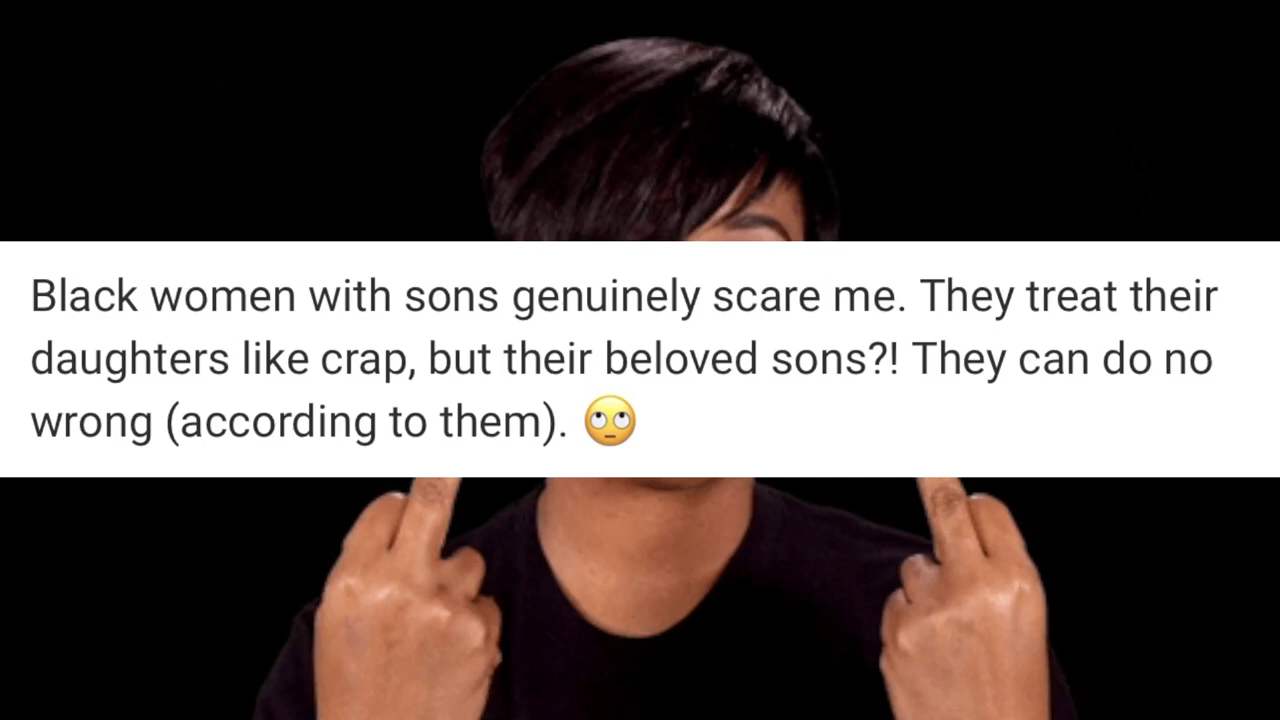 Black women with sons genuinely scare me. They treat their
daughters like crap, but their beloved sons?! They can do no
wrong (according to them). 🙄